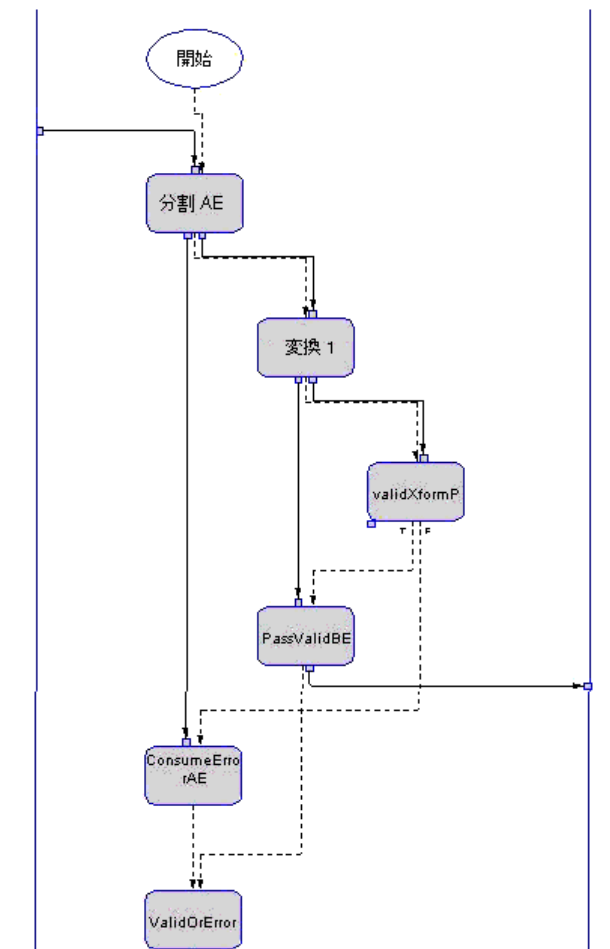 開始
分割 AE
変換 1
validXformP
T F
PassValidBE
ConsumeErro
rAE
ValidOrError